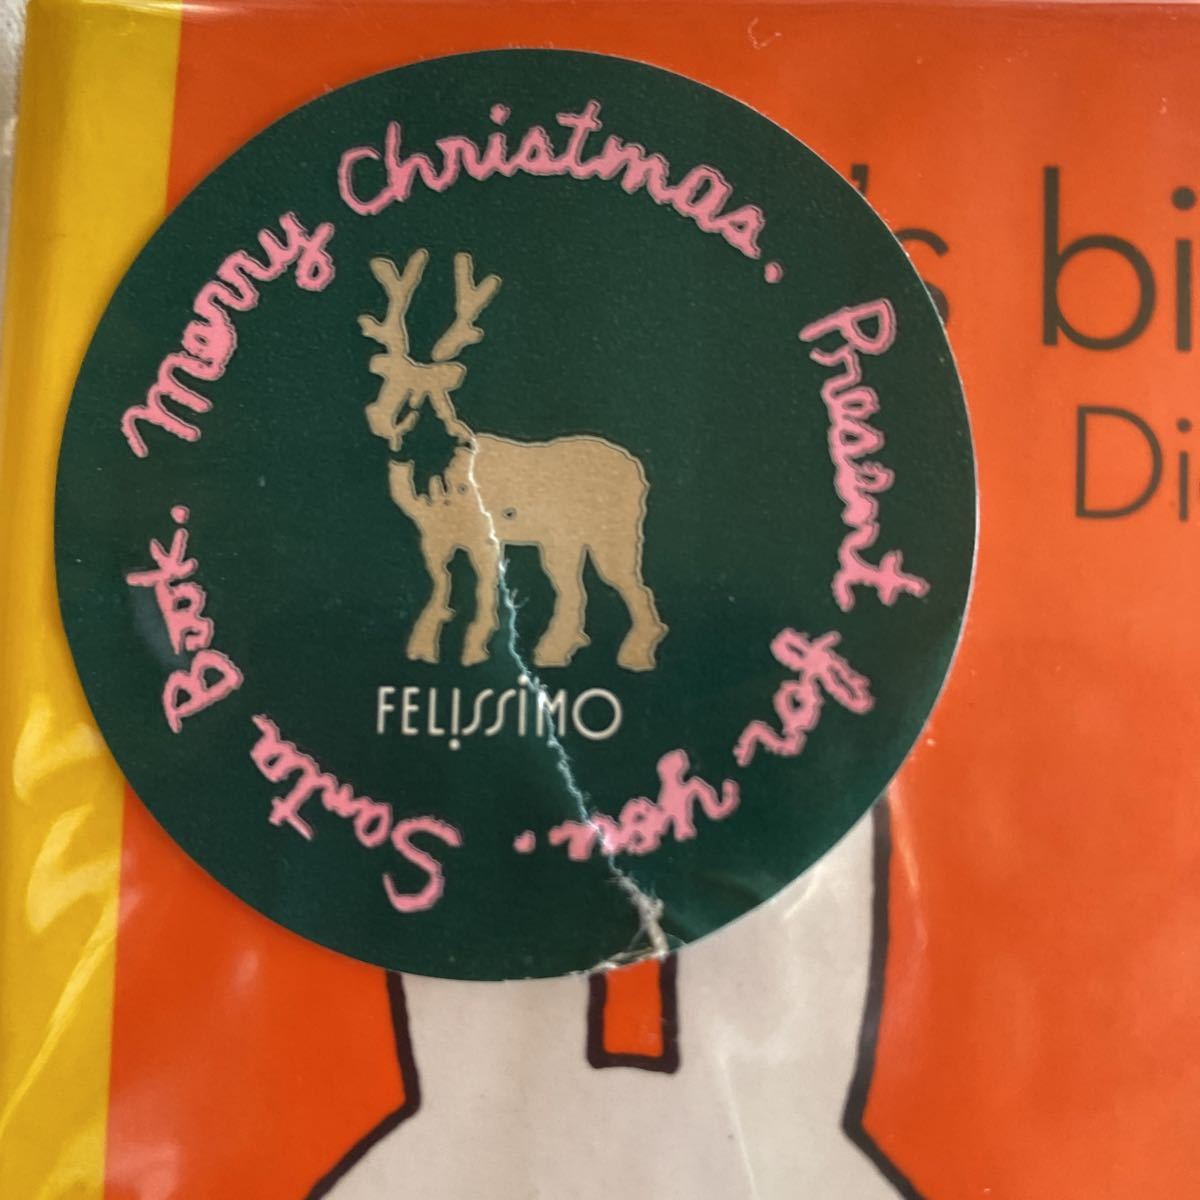 Merry Christmas. Present for you. Santa Book.
FELISSIMO
's bi
Di